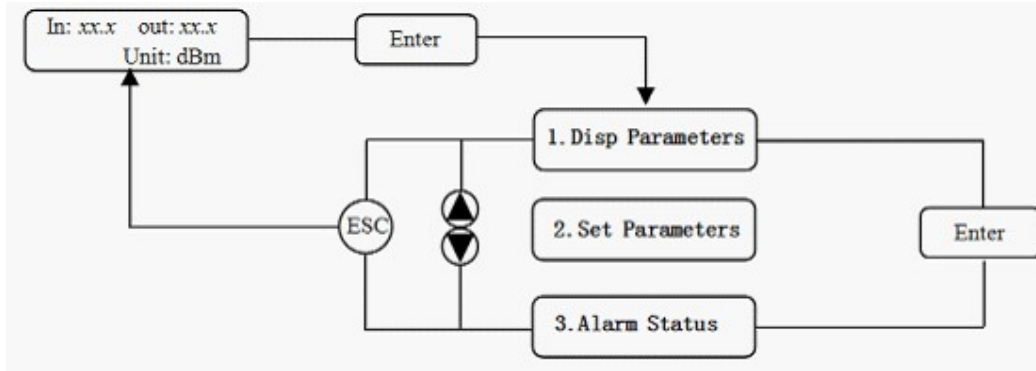 In: xx.x out: xx.x
Unit: dBm
Enter
1.Disp Parameters
ESC
2.Set Parameters
Enter
3.Alarm Status